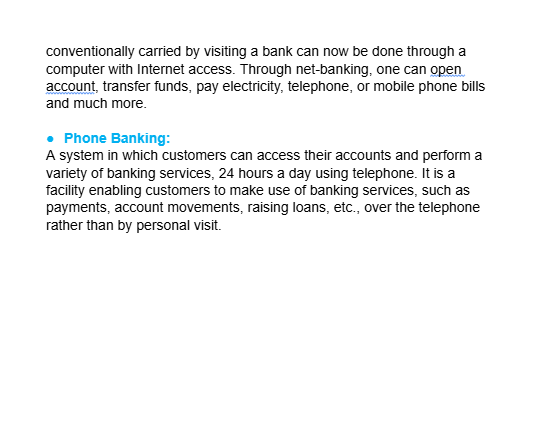 conventionally carried by visiting a bank can now be done through a
computer with Internet access. Through net-banking, one can open
account, transfer funds, pay electricity, telephone, or mobile phone bills
and much more.
● Phone Banking:
A system in which customers can access their accounts and perform a
variety of banking services, 24 hours a day using telephone. It is a
facility enabling customers to make use of banking services, such as
payments, account movements, raising loans, etc., over the telephone
rather than by personal visit.